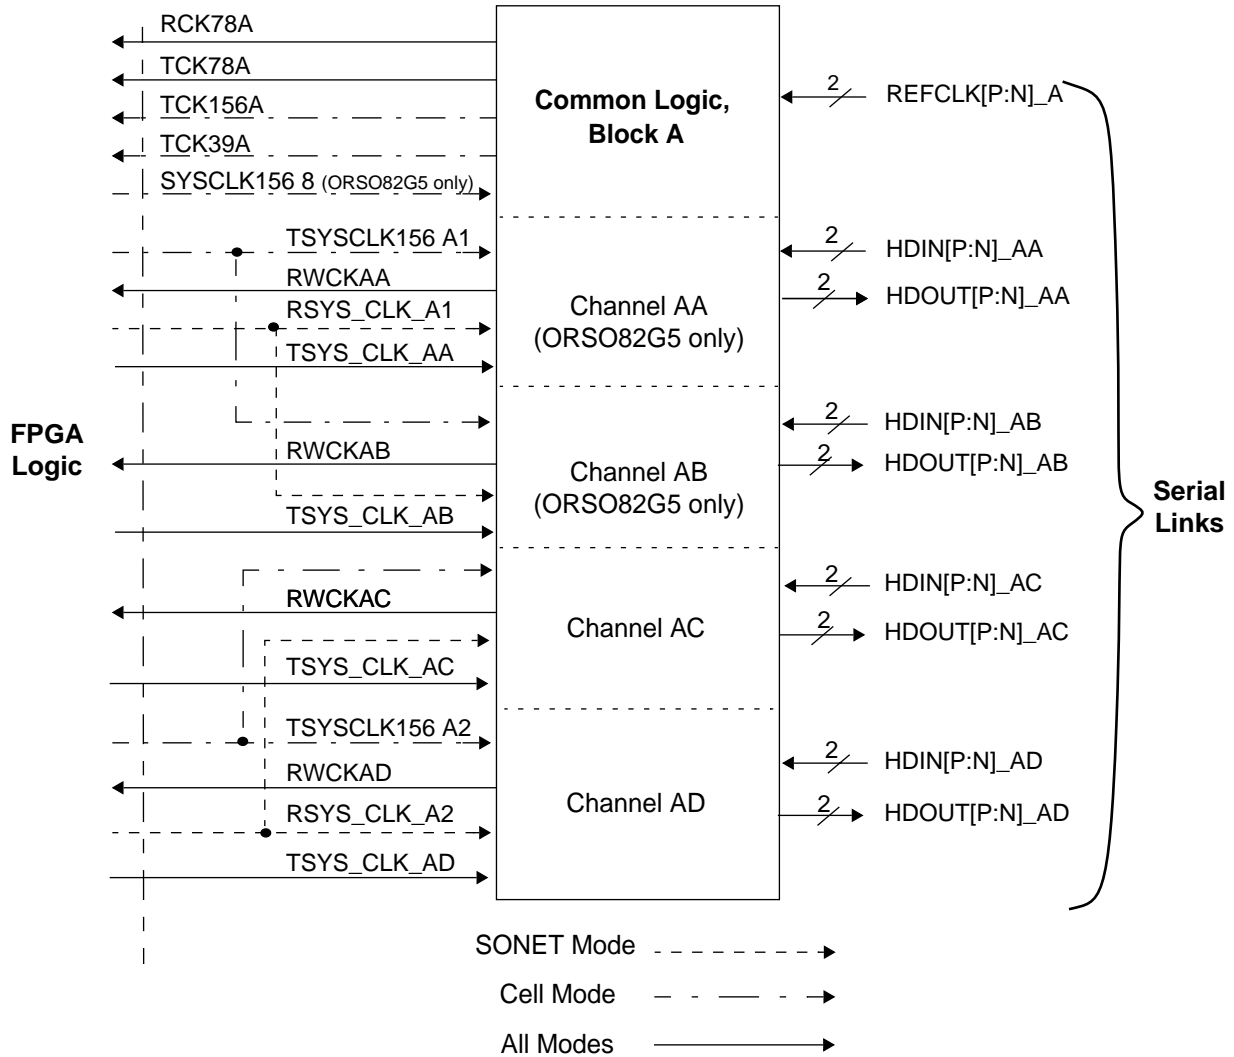 RCK78A
TCK78A
TCK156A
TCK39A
SYSCLK156 8 (ORSO82G5 only)
Common Logic,
Block A
2
REFCLK[P:N]_A
TSYSCLK156 A1
RWCKAA
RSYS_CLK_A1
TSYS_CLK_AA
Channel AA
(ORSO82G5 only)
2
HDIN[P:N]_AA
2
HDOUT[P:N]_AA
FPGA
Logic
RWCKAB
TSYS_CLK_AB
Channel AB
(ORSO82G5 only)
2
HDIN[P:N]_AB
2
HDOUT[P:N]_AB
Serial
Links
RWCKAC
TSYS_CLK_AC
Channel AC
2
HDIN[P:N]_AC
2
HDOUT[P:N]_AC
TSYSCLK156 A2
RWCKAD
RSYS_CLK_A2
TSYS_CLK_AD
Channel AD
2
HDIN[P:N]_AD
2
HDOUT[P:N]_AD
SONET Mode
Cell Mode
All Modes